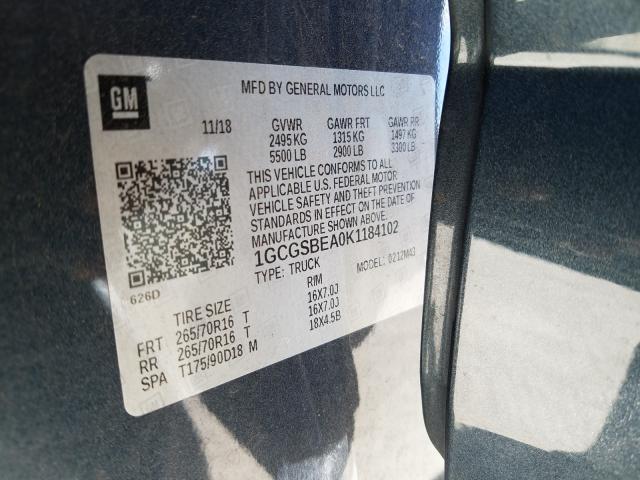 GM
MFD BY GENERAL MOTORS LLC
11/18 GVWR GAWR FRT GAWR RR
2495 KG 1315 KG 1497 KG
5500 LB 2900 LB 3300 LB
THIS VEHICLE CONFORMS TO ALL
APPLICABLE U.S. FEDERAL MOTOR
VEHICLE SAFETY AND THEFT PREVENTION
STANDARDS IN EFFECT ON THE DATE OF
MANUFACTURE SHOWN ABOVE.
1GCGSBEA0K1184102
TYPE: TRUCK MODEL: 0212M43
626D
TIRE SIZE RIM
FRT 265/70R16 T 16X7.0J
RR 265/70R16 T 16X7.0J
SPA T175/90D18 M 18X4.5B